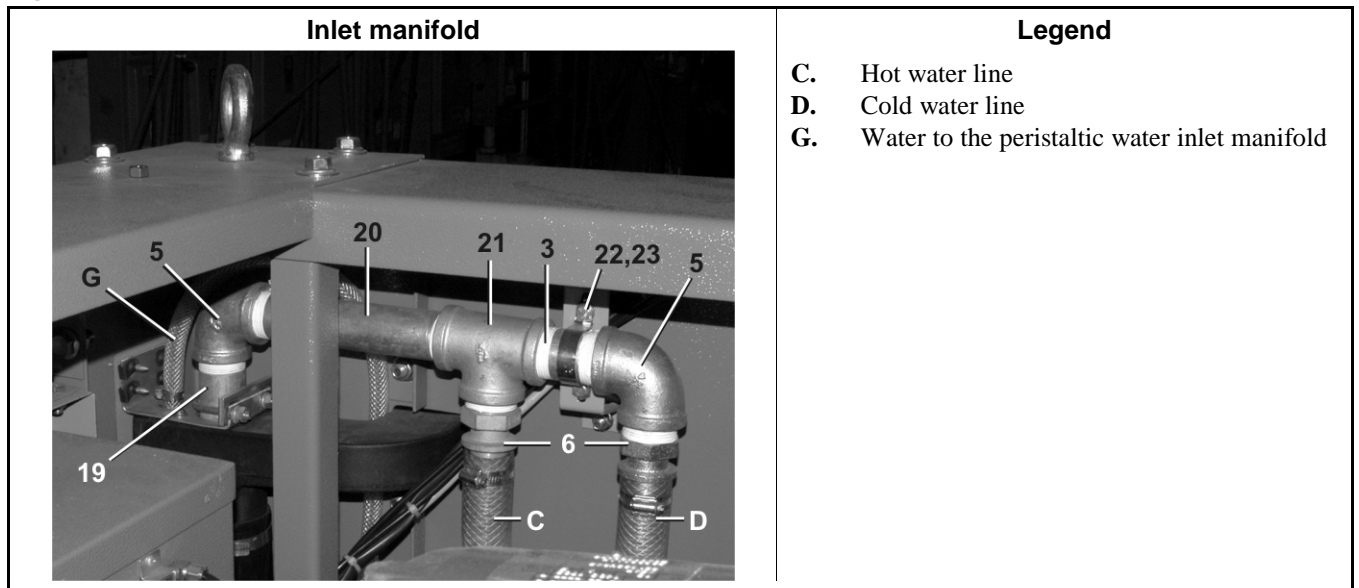 Inlet manifold
Legend
C. Hot water line
D. Cold water line
G. Water to the peristaltic water inlet manifold
20
21
3
22,23
5
5
G
19
6
C
D